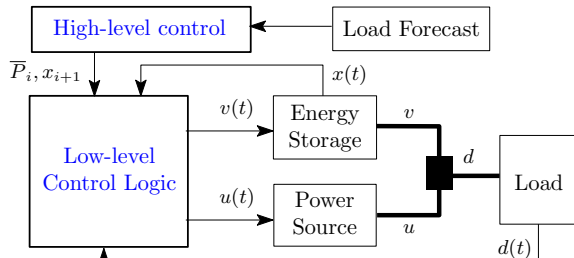 High-level control
Load Forecast
P̅ᵢ, xᵢ₊₁
x(t)
v(t)
Energy
Storage
v
Low-level
Control Logic
d
Load
u(t)
Power
Source
u
d(t)